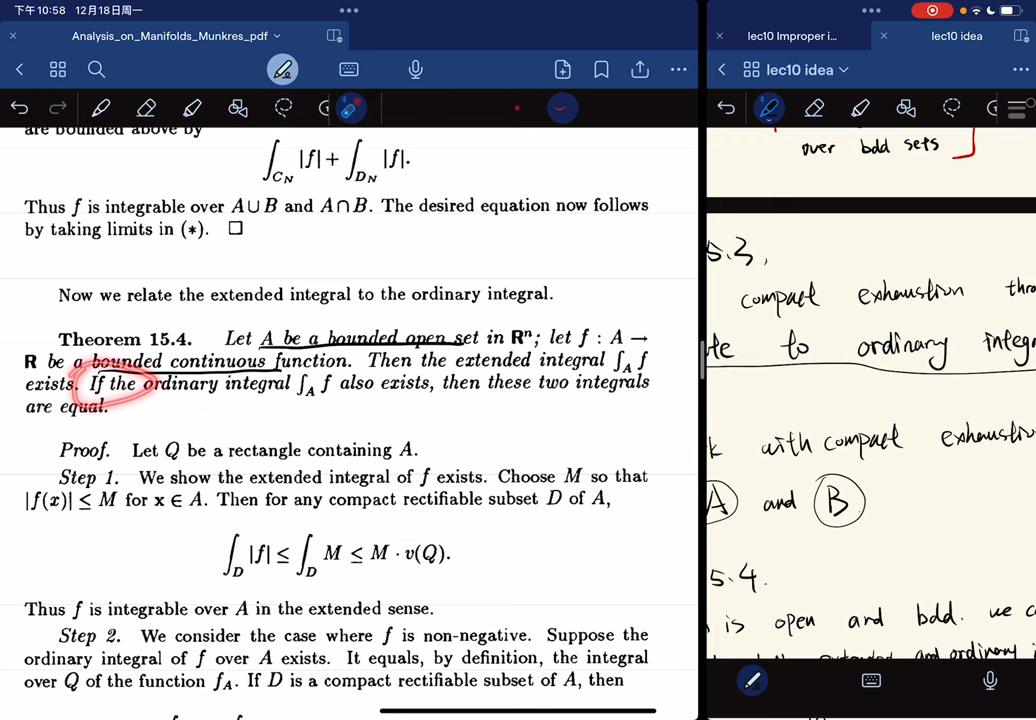 下午10:58 12月18日周一
Analysis_on_Manifolds_Munkres_pdf
are bounded above by
∫_{C_N} |f| + ∫_{D_N} |f|.
Thus f is integrable over A ∪ B and A ∩ B. The desired equation now follows
by taking limits in (*). □
Now we relate the extended integral to the ordinary integral.
Theorem 15.4. Let A be a bounded open set in Rⁿ; let f : A →
R be a bounded continuous function. Then the extended integral ∫_A f
exists. If the ordinary integral ∫_A f also exists, then these two integrals
are equal.
Proof. Let Q be a rectangle containing A.
Step 1. We show the extended integral of f exists. Choose M so that
|f(x)| ≤ M for x ∈ A. Then for any compact rectifiable subset D of A,
∫_D |f| ≤ ∫_D M ≤ M · v(Q).
Thus f is integrable over A in the extended sense.
Step 2. We consider the case where f is non-negative. Suppose the
ordinary integral of f over A exists. It equals, by definition, the integral
over Q of the function f_A. If D is a compact rectifiable subset of A, then
lec10 Improper i...
lec10 idea
lec10 idea
over bdd sets
5.3,
compact exhaustion thro
te to ordinary integr
k with compact exhaustio
A and B
5.4.
is open and bdd. we c
extended and ordinary i